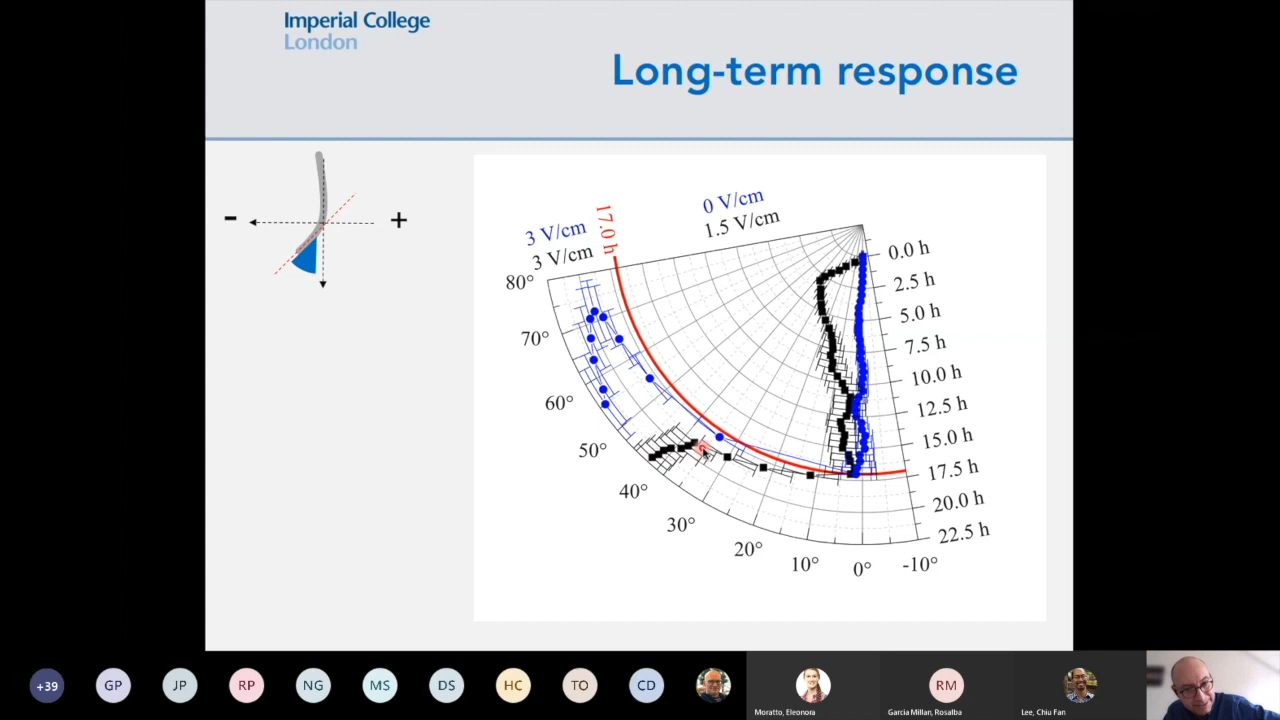 Imperial College
London
Long-term response
-
+
0 V/cm
1.5 V/cm
17.0 h
3 V/cm
3 V/cm
80°
70°
60°
50°
40°
30°
20°
10°
0°
-10°
0.0 h
2.5 h
5.0 h
7.5 h
10.0 h
12.5 h
15.0 h
17.5 h
20.0 h
22.5 h
+39
GP
JP
RP
NG
MS
DS
HC
TO
CD
RM
Moratto, Eleonora
Garcia Millan, Rosalba
Lee, Chiu Fan